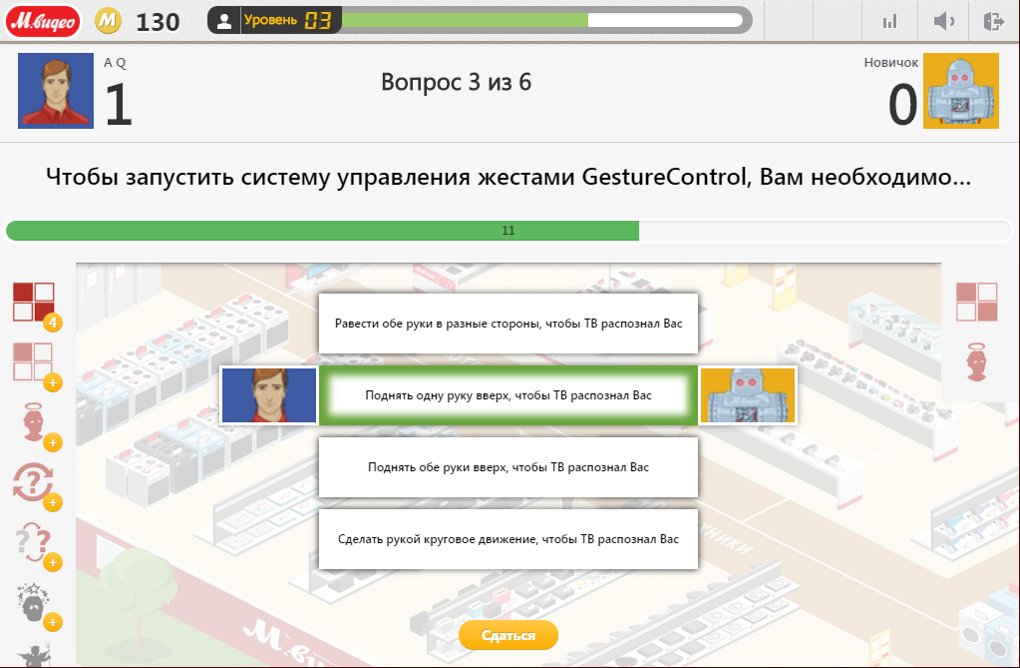 М.видео
М
130
Уровень 03
A Q
1
Вопрос 3 из 6
Новичок
0
Чтобы запустить систему управления жестами GestureControl, Вам необходимо...
11
4
Равести обе руки в разные стороны, чтобы ТВ распознал Вас
Поднять одну руку вверх, чтобы ТВ распознал Вас
Поднять обе руки вверх, чтобы ТВ распознал Вас
Сделать рукой круговое движение, чтобы ТВ распознал Вас
М.видео
Сдаться